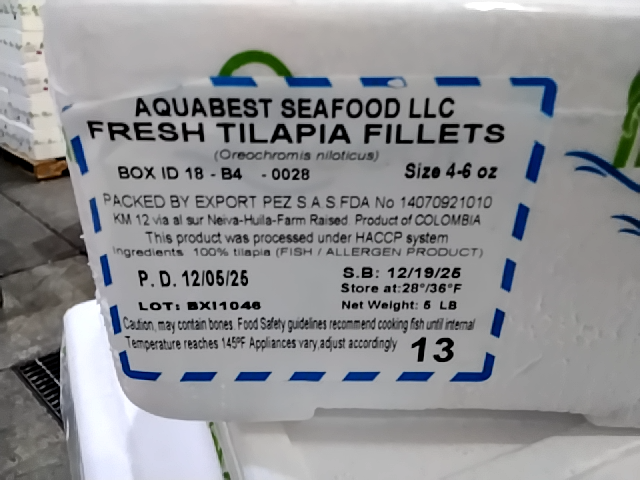 AQUABEST SEAFOOD LLC
FRESH TILAPIA FILLETS
(Oreochromis niloticus)
BOX ID 18 - B4 - 0028 Size 4-6 oz
PACKED BY EXPORT PEZ S.A.S.FDA No 14070921010
KM 12 via al sur Neiva-Huila-Farm Raised Product of COLOMBIA
This product was processed under HACCP system
Ingredients 100% tilapia (FISH / ALLERGEN PRODUCT)
P. D. 12/05/25 S.B: 12/19/25
Store at:28°/36°F
LOT: BXI1046 Net Weight: 5 LB
Caution, may contain bones. Food Safety guidelines recommend cooking fish until internal
Temperature reaches 145ºF Appliances vary,adjust accordingly 13